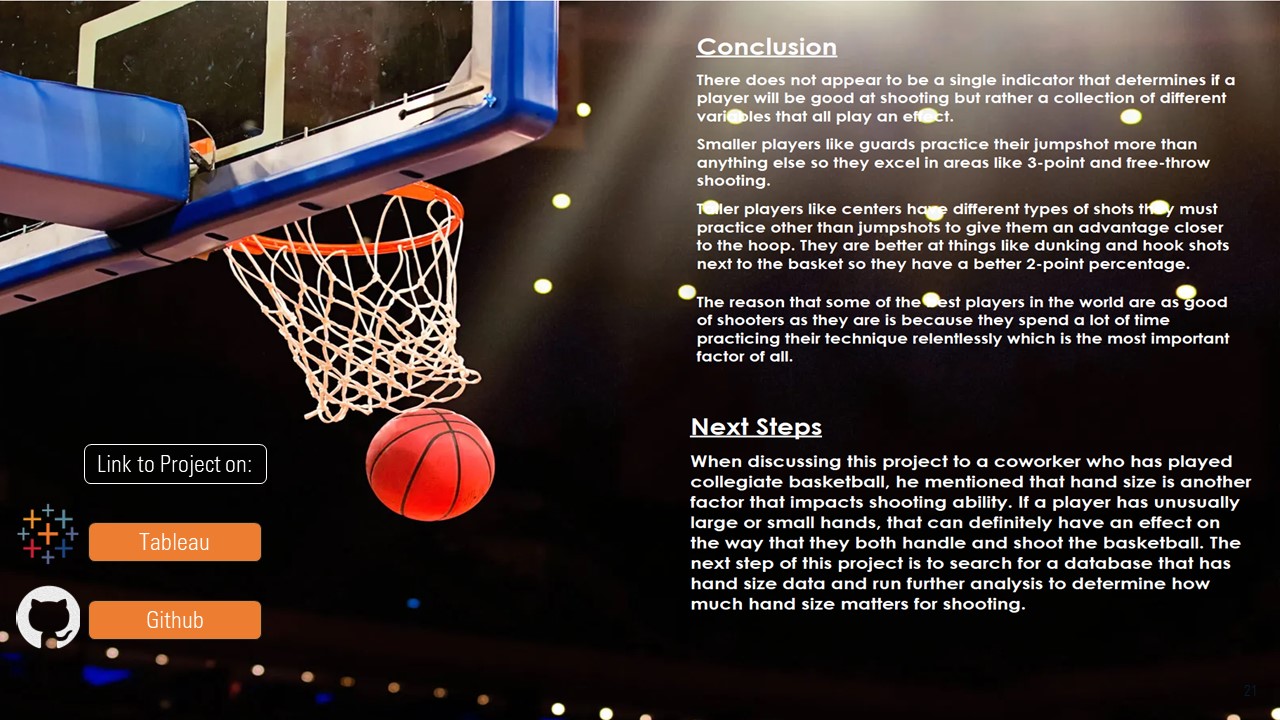 Conclusion
There does not appear to be a single indicator that determines if a
player will be good at shooting but rather a collection of different
variables that all play an effect.
Smaller players like guards practice their jumpshot more than
anything else so they excel in areas like 3-point and free-throw
shooting.
Taller players like centers have different types of shots they must
practice other than jumpshots to give them an advantage closer
to the hoop. They are better at things like dunking and hook shots
next to the basket so they have a better 2-point percentage.
The reason that some of the best players in the world are as good
of shooters as they are is because they spend a lot of time
practicing their technique relentlessly which is the most important
factor of all.
Next Steps
When discussing this project to a coworker who has played
collegiate basketball, he mentioned that hand size is another
factor that impacts shooting ability. If a player has unusually
large or small hands, that can definitely have an effect on
the way that they both handle and shoot the basketball. The
next step of this project is to search for a database that has
hand size data and run further analysis to determine how
much hand size matters for shooting.
Link to Project on:
Tableau
Github
21